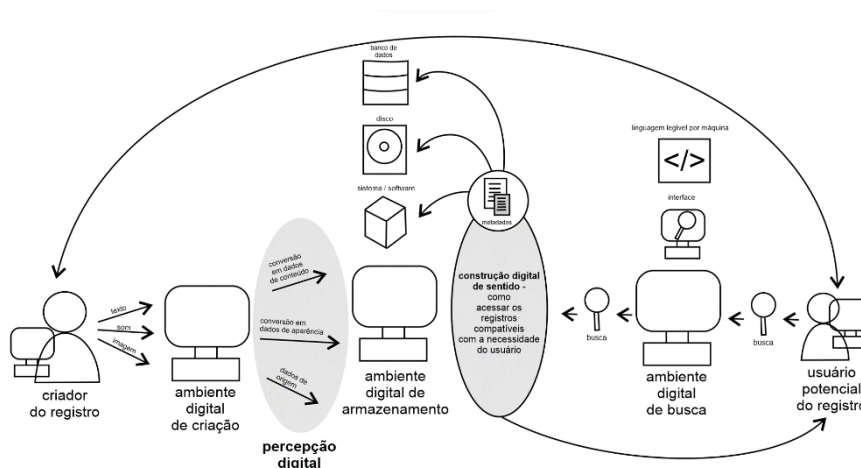 banco de
dados
disco
sistema / software
linguagem legível por máquina
</>
interface
metadados
conversão
em dados
de conteúdo
conversão em
dados de aparência
dados de
origem
texto
som
imagem
construção digital
de sentido -
como
acessar os
registros
compatíveis
com a necessidade
do usuário
busca
busca
criador
do registro
ambiente
digital
de criação
percepção
digital
ambiente
digital de
armazenamento
ambiente
digital
de busca
usuário
potencial
do registro